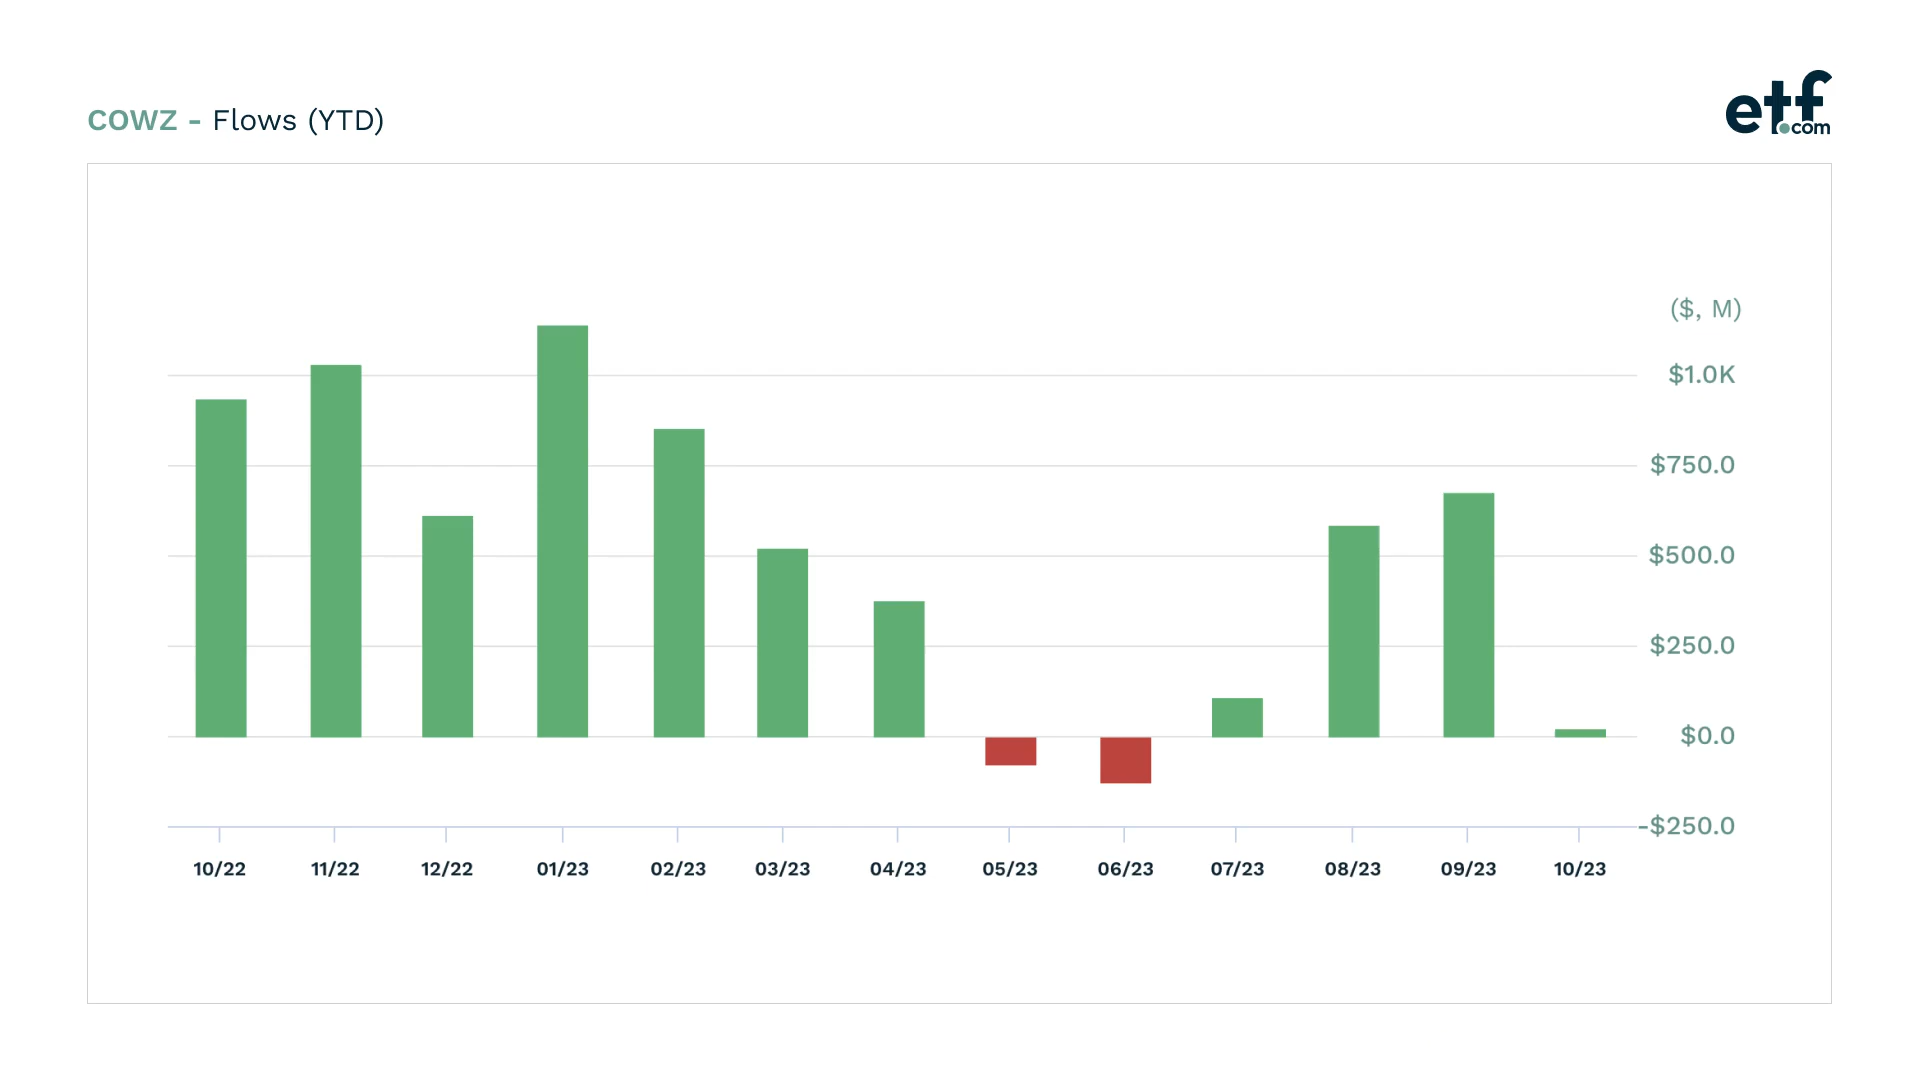 COWZ - Flows (YTD)
etf
.com
($, M)
$1.0K
$750.0
$500.0
$250.0
$0.0
-$250.0
10/22 11/22 12/22 01/23 02/23 03/23 04/23 05/23 06/23 07/23 08/23 09/23 10/23